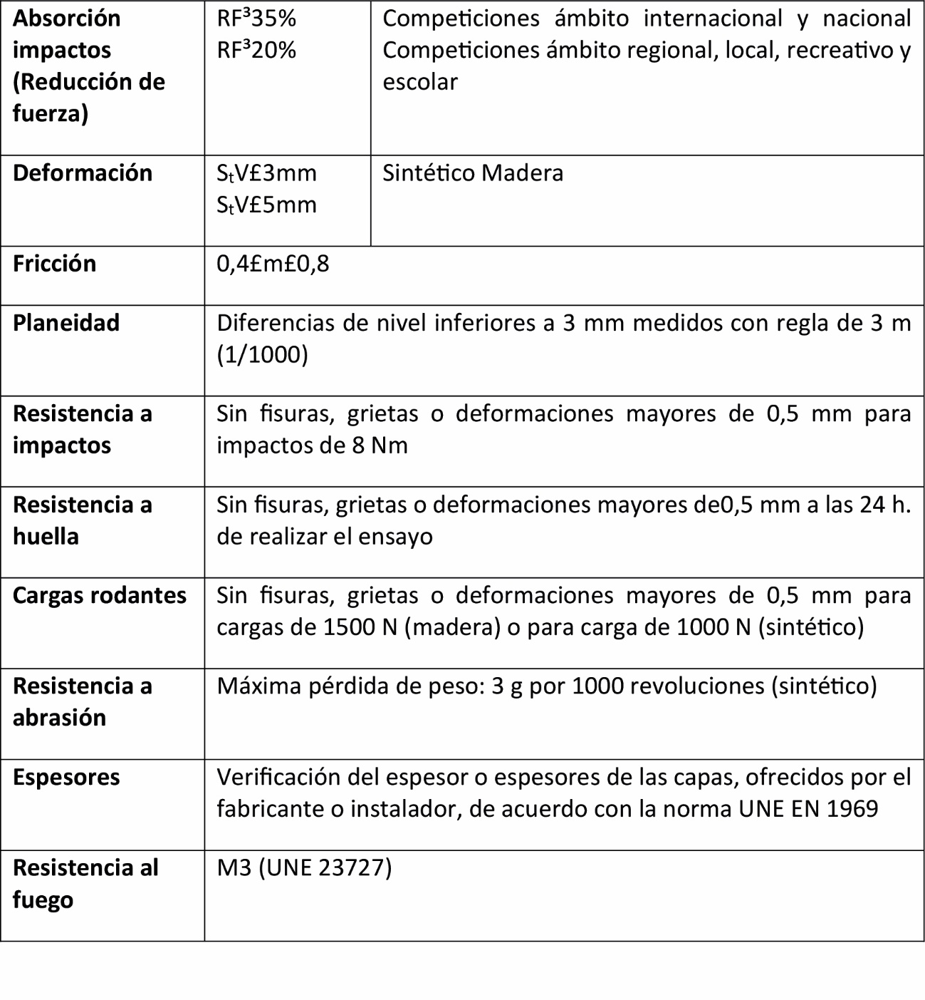 Absorción
impactos
(Reducción de
fuerza)
RF³35%
RF³20%
Competiciones ámbito internacional y nacional
Competiciones ámbito regional, local, recreativo y
escolar
Deformación
SₜV£3mm
SₜV£5mm
Sintético Madera
Fricción
0,4£m£0,8
Planeidad
Diferencias de nivel inferiores a 3 mm medidos con regla de 3 m
(1/1000)
Resistencia a
impactos
Sin fisuras, grietas o deformaciones mayores de 0,5 mm para
impactos de 8 Nm
Resistencia a
huella
Sin fisuras, grietas o deformaciones mayores de0,5 mm a las 24 h.
de realizar el ensayo
Cargas rodantes
Sin fisuras, grietas o deformaciones mayores de 0,5 mm para
cargas de 1500 N (madera) o para carga de 1000 N (sintético)
Resistencia a
abrasión
Máxima pérdida de peso: 3 g por 1000 revoluciones (sintético)
Espesores
Verificación del espesor o espesores de las capas, ofrecidos por el
fabricante o instalador, de acuerdo con la norma UNE EN 1969
Resistencia al
fuego
M3 (UNE 23727)